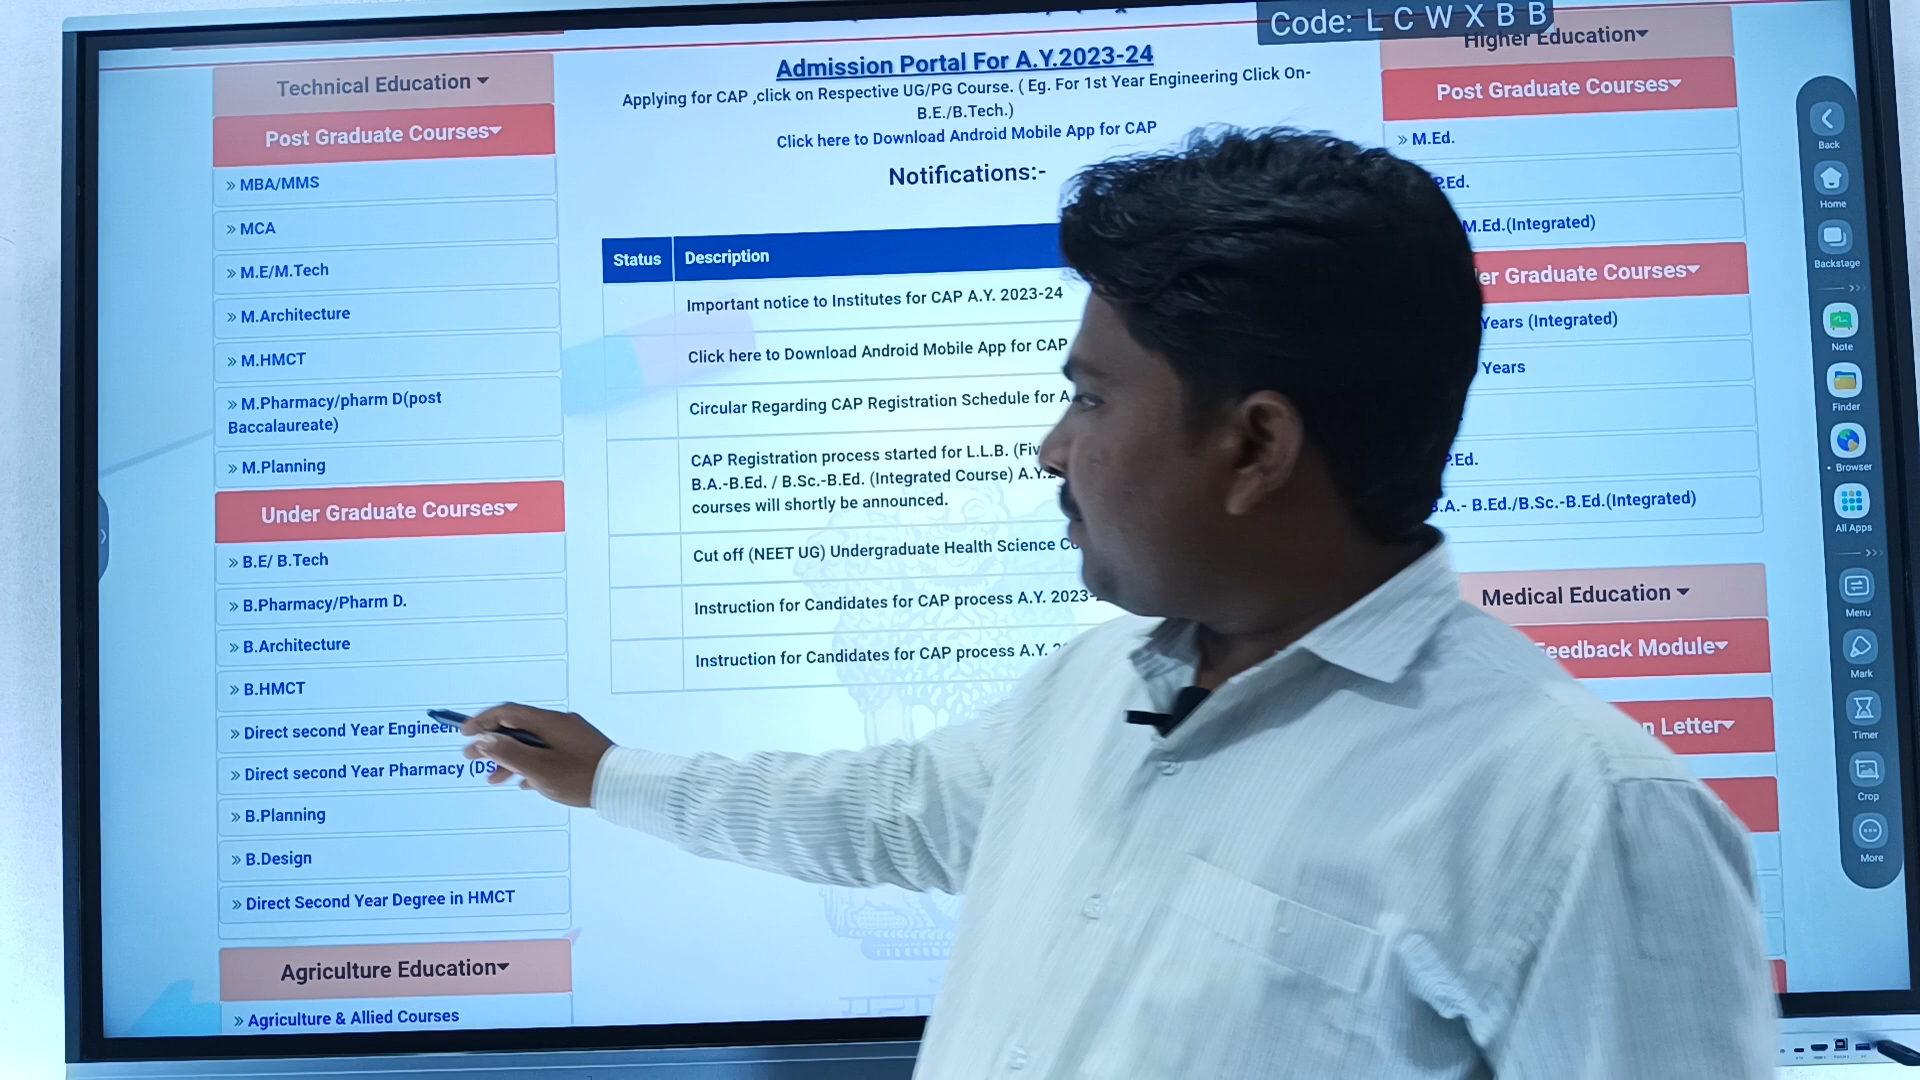 Code: L C W X B B
Technical Education
Post Graduate Courses
» MBA/MMS
» MCA
» M.E/M.Tech
» M.Architecture
» M.HMCT
» M.Pharmacy/pharm D(post
Baccalaureate)
» M.Planning
Under Graduate Courses
» B.E/ B.Tech
» B.Pharmacy/Pharm D.
» B.Architecture
» B.HMCT
» Direct second Year
» Direct second Year Pharmacy
» B.Planning
» B.Design
» Direct Second Year Degree in HMCT
Agriculture Education
» Agriculture & Allied Courses
Admission Portal For A.Y.2023-24
Applying for CAP ,click on Respective UG/PG Course. ( Eg. For 1st Year Engineering Click On-
B.E./B.Tech.)
Click here to Download Android Mobile App for CAP
Notifications:-
Status Description
Important notice to Institutes for CAP A.Y. 2023-24
Click here to Download Android Mobile App for CAP
Circular Regarding CAP Registration Schedule for
CAP Registration process started for L.L.B.
B.A.-B.Ed. / B.Sc.-B.Ed. (Integrated Course)
courses will shortly be announced.
Cut off (NEET UG) Undergraduate Health Science
Instruction for Candidates for CAP process A.Y.
Instruction for Candidates for CAP process A.Y.
Higher Education
Post Graduate Courses
» M.Ed.
M.Ed.(Integrated)
Graduate Courses
Years (Integrated)
Years
B.Ed./B.Sc.-B.Ed.(Integrated)
Medical Education
Module
Letter
Back
Home
Backstage
Note
Finder
Browser
All Apps
Menu
Mark
Timer
Crop
More